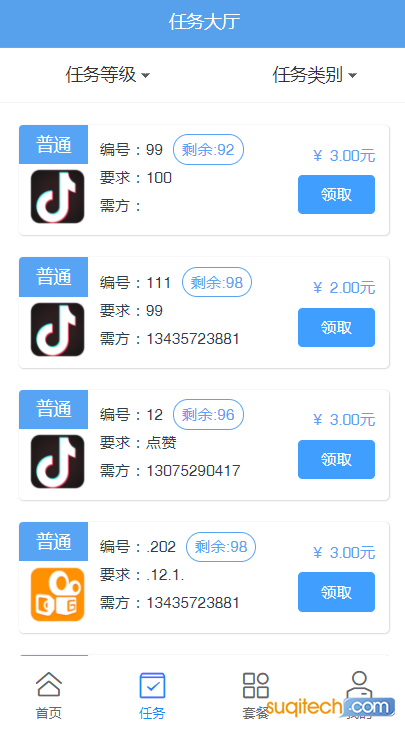 任务大厅
任务等级 任务类别
普通
编号：99 剩余:92
¥ 3.00元
要求：100
领取
需方：
普通
编号：111 剩余:98
¥ 2.00元
要求：99
领取
需方：13435723881
普通
编号：12 剩余:96
¥ 3.00元
要求：点赞
领取
需方：13075290417
普通
编号：.202 剩余:98
¥ 3.00元
要求：.12.1.
领取
需方：13435723881
首页 任务 套餐
suqitech.com